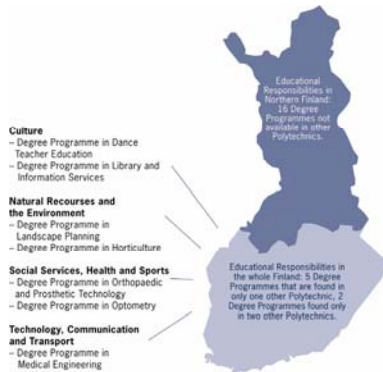 Educational
Responsibilities in
Northern Finland:
16 Degree
Programmes not
available in other
Polytechnics.
Culture
– Degree Programme in Dance
Teacher Education
– Degree Programme in Library and
Information Services
Natural Recourses and
the Environment
– Degree Programme in
Landscape Planning
– Degree Programme in Horticulture
Social Services, Health and Sports
– Degree Programme in Orthopaedic
and Prosthetic Technology
– Degree Programme in Optometry
Technology, Communication
and Transport
– Degree Programme in
Medical Engineering
Educational Responsibilities in
the whole Finland: 5 Degree
Programmes that are found in
only one other Polytechnic, 2
Degree Programmes found only
in two other Polytechnics.